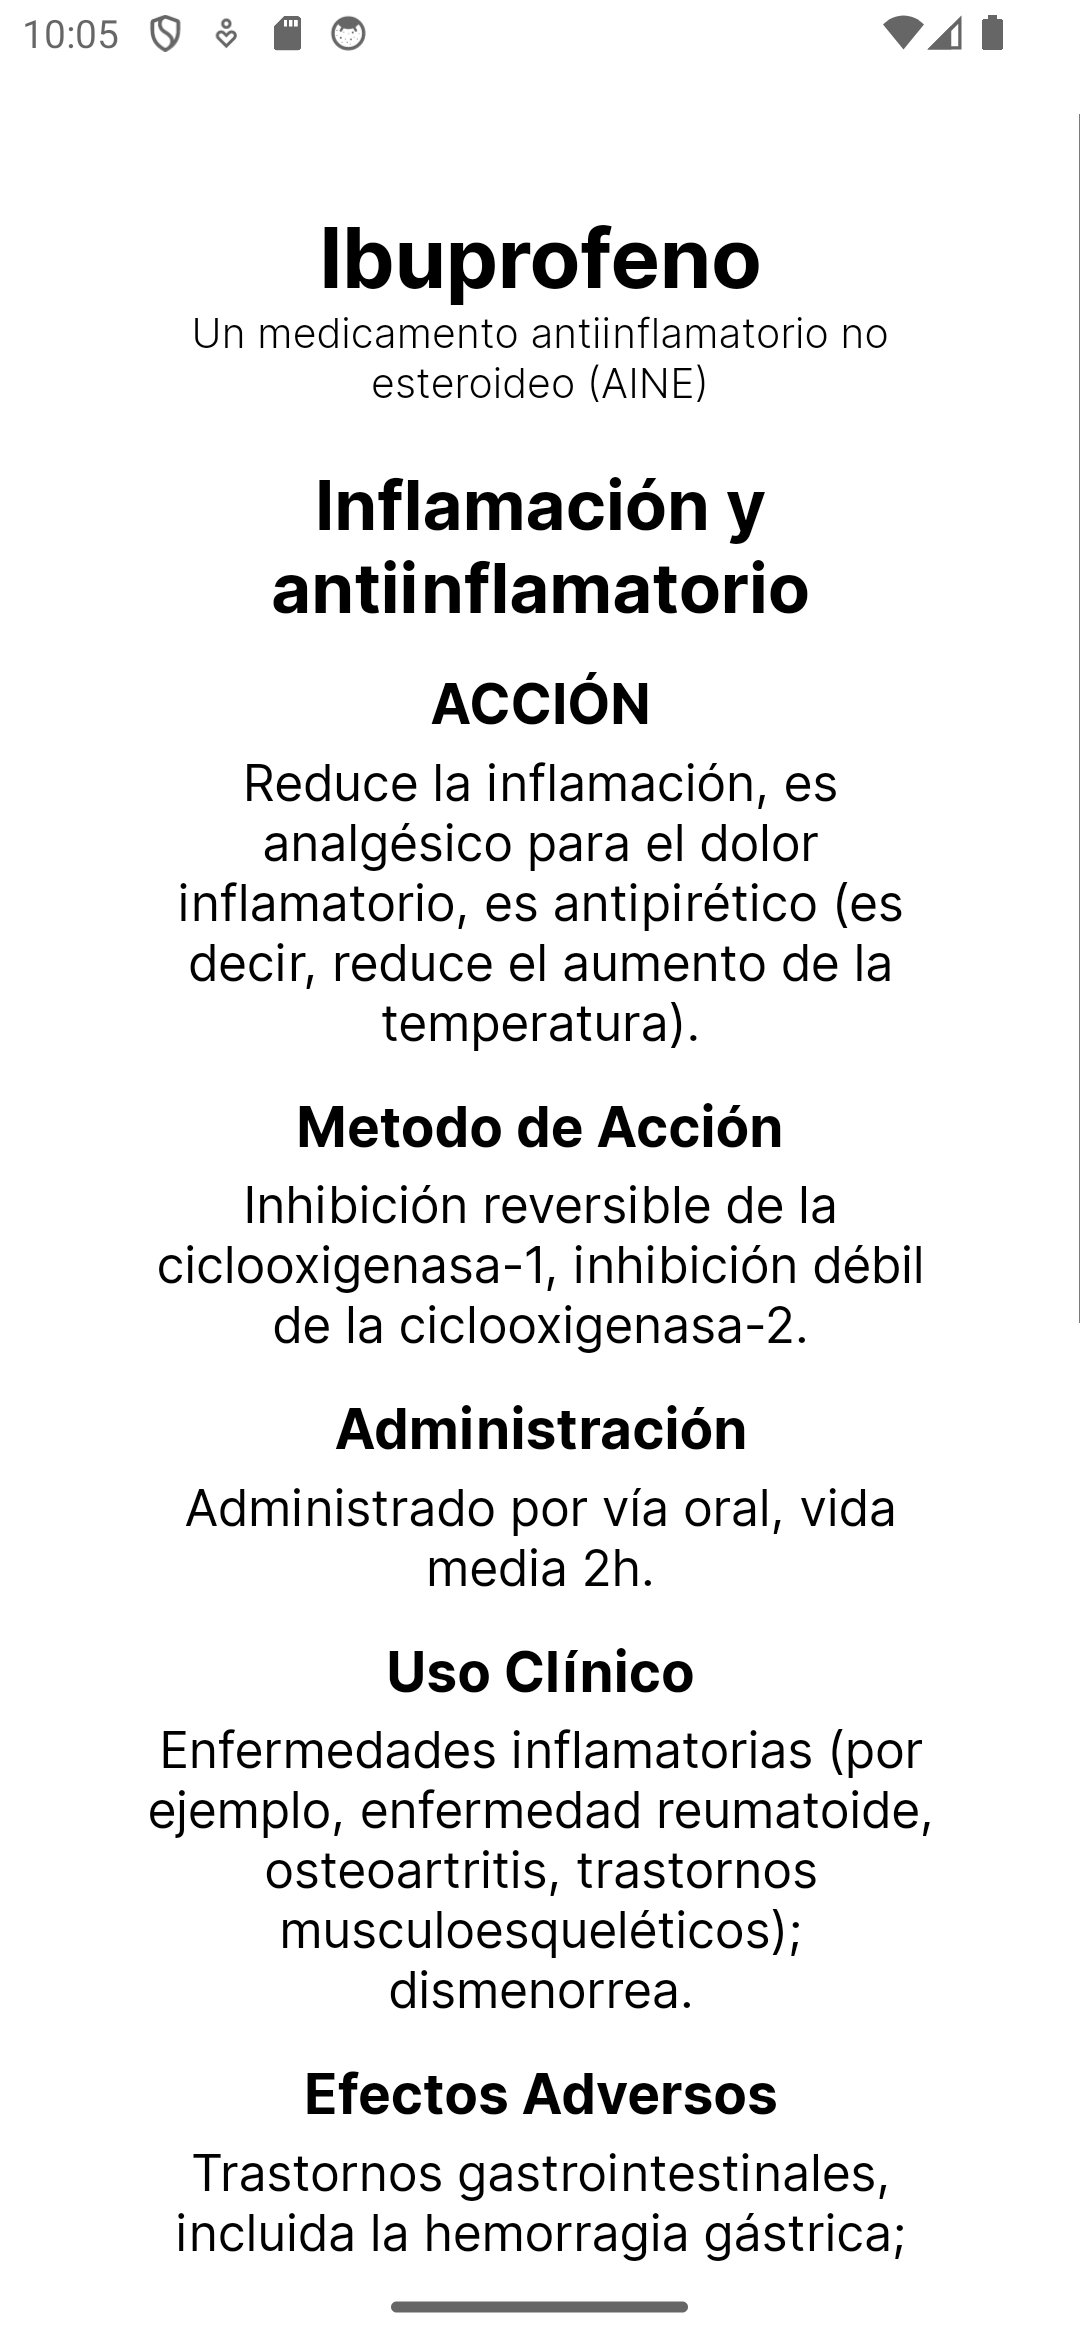 10:05
Ibuprofeno
Un medicamento antiinflamatorio no
esteroideo (AINE)
Inflamación y
antiinflamatorio
ACCIÓN
Reduce la inflamación, es
analgésico para el dolor
inflamatorio, es antipirético (es
decir, reduce el aumento de la
temperatura).
Metodo de Acción
Inhibición reversible de la
ciclooxigenasa-1, inhibición débil
de la ciclooxigenasa-2.
Administración
Administrado por vía oral, vida
media 2h.
Uso Clínico
Enfermedades inflamatorias (por
ejemplo, enfermedad reumatoide,
osteoartritis, trastornos
musculoesqueléticos);
dismenorrea.
Efectos Adversos
Trastornos gastrointestinales,
incluida la hemorragia gástrica;